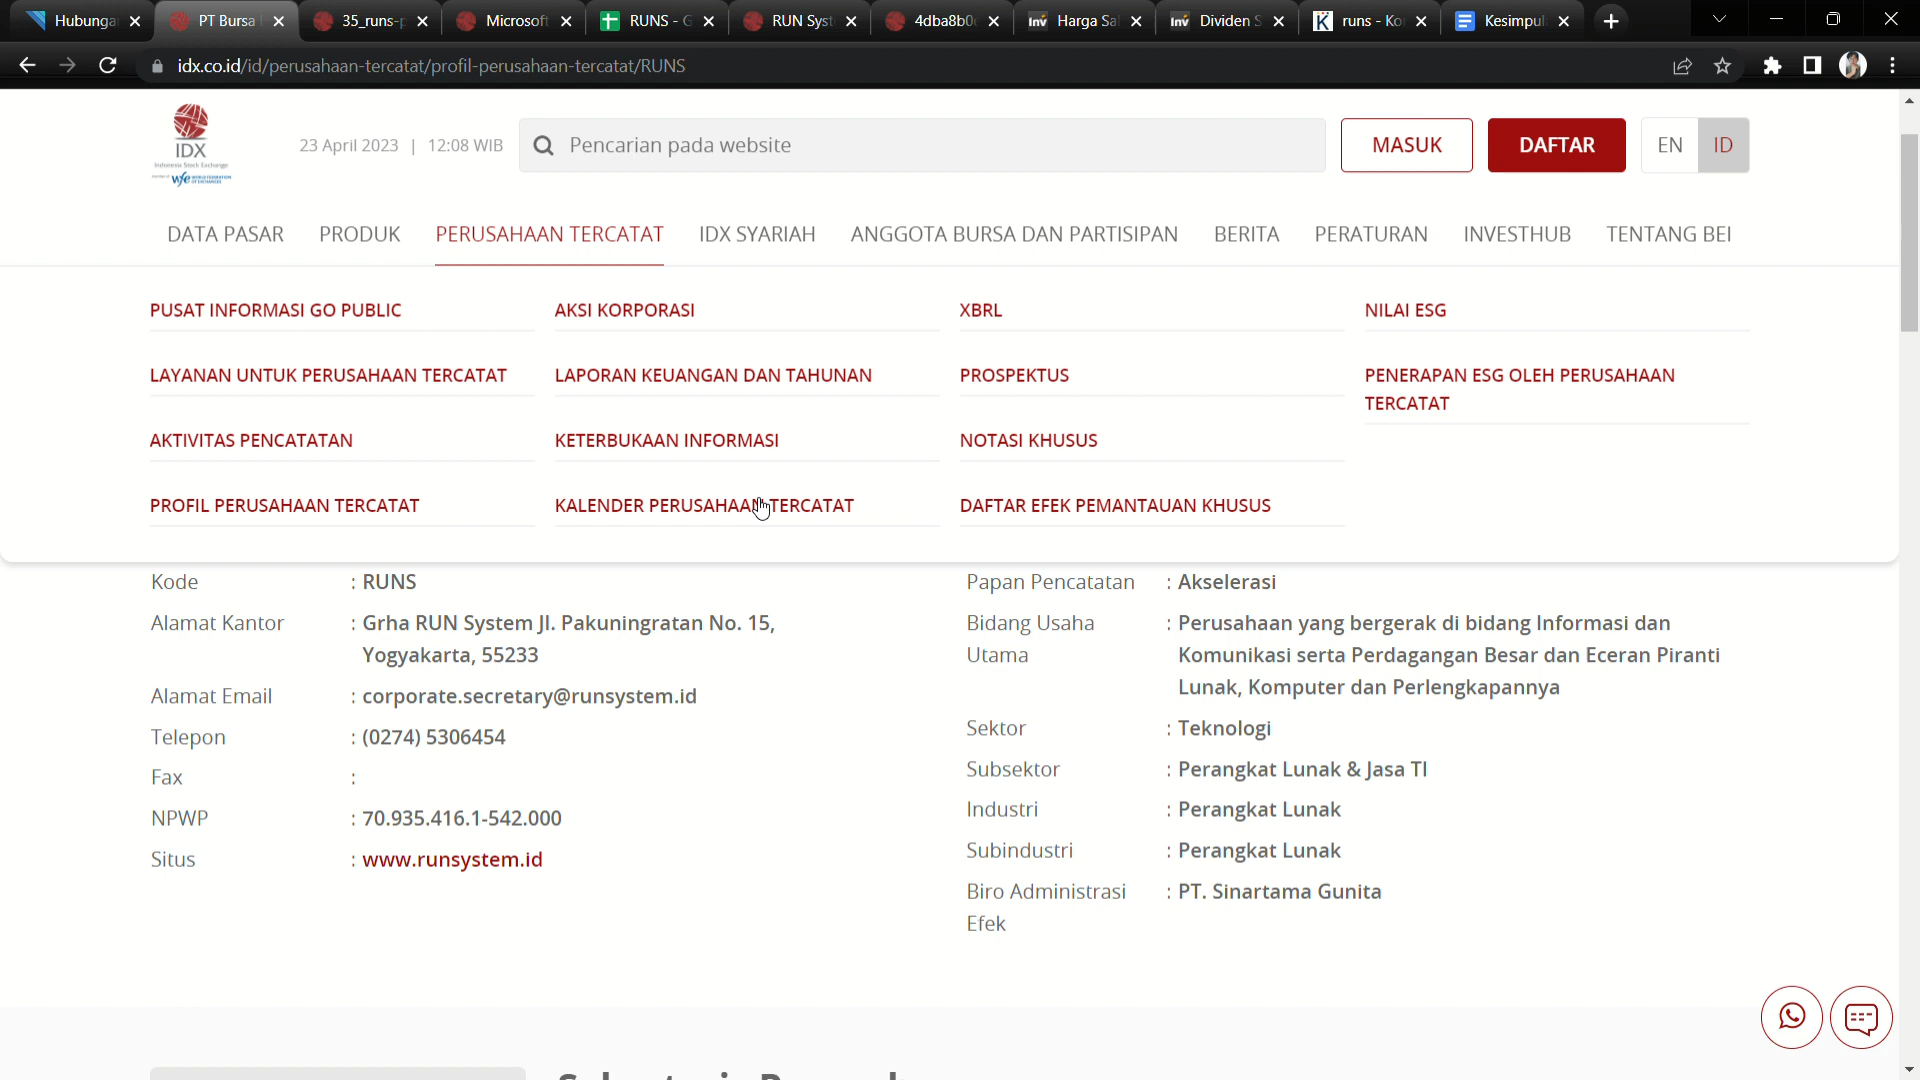 Hubunga
PT Bursa
35_runs-p
Microsoft
RUNS - G
RUN Syst
4dba8b0
Harga Sa
Dividen S
runs - Ko
Kesimpul
idx.co.id/id/perusahaan-tercatat/profil-perusahaan-tercatat/RUNS
IDX
Indonesia Stock Exchange
23 April 2023 | 12:08 WIB
Pencarian pada website
MASUK
DAFTAR
EN
ID
DATA PASAR
PRODUK
PERUSAHAAN TERCATAT
IDX SYARIAH
ANGGOTA BURSA DAN PARTISIPAN
BERITA
PERATURAN
INVESTHUB
TENTANG BEI
PUSAT INFORMASI GO PUBLIC
AKSI KORPORASI
XBRL
NILAI ESG
LAYANAN UNTUK PERUSAHAAN TERCATAT
LAPORAN KEUANGAN DAN TAHUNAN
PROSPEKTUS
PENERAPAN ESG OLEH PERUSAHAAN
TERCATAT
AKTIVITAS PENCATATAN
KETERBUKAAN INFORMASI
NOTASI KHUSUS
PROFIL PERUSAHAAN TERCATAT
KALENDER PERUSAHAAN TERCATAT
DAFTAR EFEK PEMANTAUAN KHUSUS
Kode : RUNS
Alamat Kantor : Grha RUN System Jl. Pakuningratan No. 15,
Yogyakarta, 55233
Alamat Email : corporate.secretary@runsystem.id
Telepon : (0274) 5306454
Fax :
NPWP : 70.935.416.1-542.000
Situs : www.runsystem.id
Papan Pencatatan : Akselerasi
Bidang Usaha : Perusahaan yang bergerak di bidang Informasi dan
Utama Komunikasi serta Perdagangan Besar dan Eceran Piranti
Lunak, Komputer dan Perlengkapannya
Sektor : Teknologi
Subsektor : Perangkat Lunak & Jasa TI
Industri : Perangkat Lunak
Subindustri : Perangkat Lunak
Biro Administrasi : PT. Sinartama Gunita
Efek